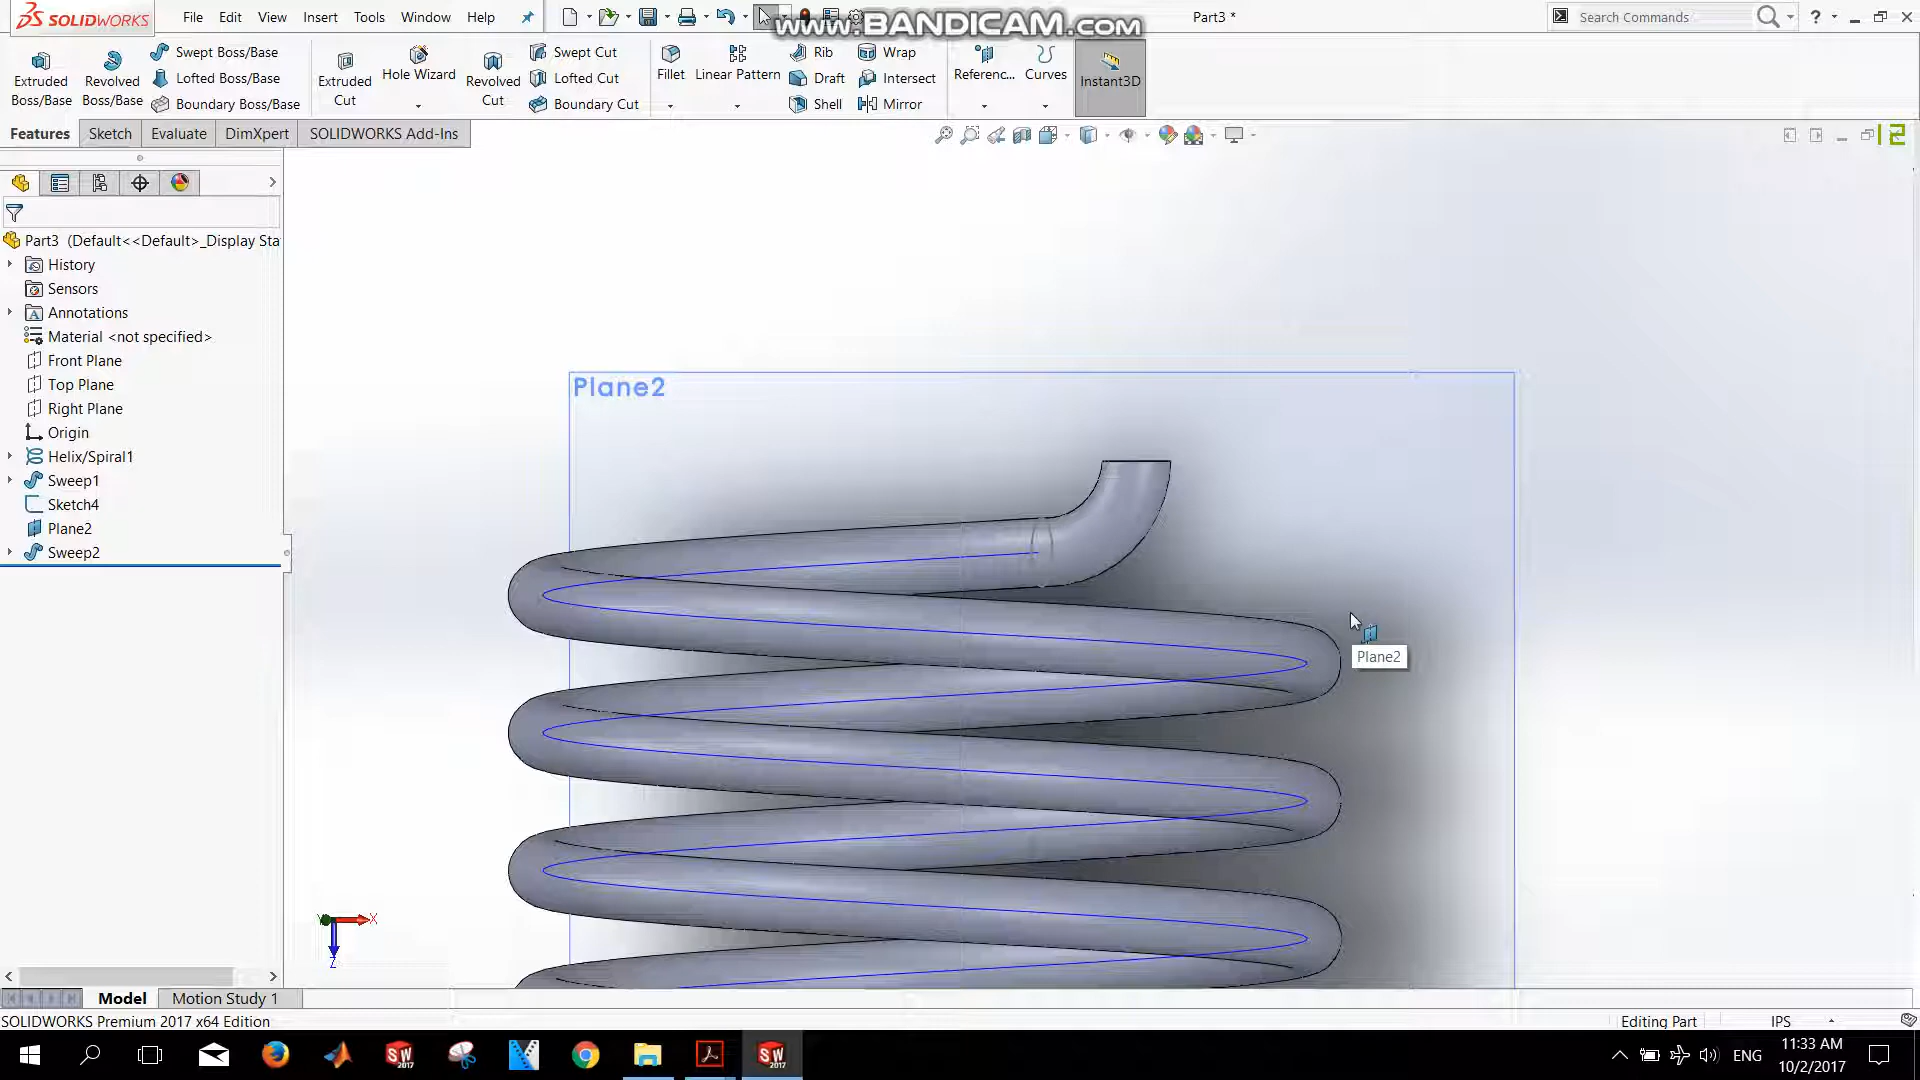 SOLIDWORKS
File Edit View Insert Tools Window Help
www.BANDICAM.com
Part3 *
Search Commands
?
Extruded Boss/Base
Revolved Boss/Base
Swept Boss/Base
Lofted Boss/Base
Boundary Boss/Base
Extruded Cut
Hole Wizard
Revolved Cut
Swept Cut
Lofted Cut
Boundary Cut
Fillet
Linear Pattern
Rib
Draft
Shell
Wrap
Intersect
Mirror
Referenc...
Curves
Instant3D
Features
Sketch
Evaluate
DimXpert
SOLIDWORKS Add-Ins
Part3 (Default<<Default>_Display Sta
History
Sensors
Annotations
Material <not specified>
Front Plane
Top Plane
Right Plane
Origin
Helix/Spiral1
Sweep1
Sketch4
Plane2
Sweep2
Plane2
Plane2
X
Y
Z
Model
Motion Study 1
SOLIDWORKS Premium 2017 x64 Edition
Editing Part
IPS
SW
2017
SW
2017
ENG
11:33 AM
10/2/2017